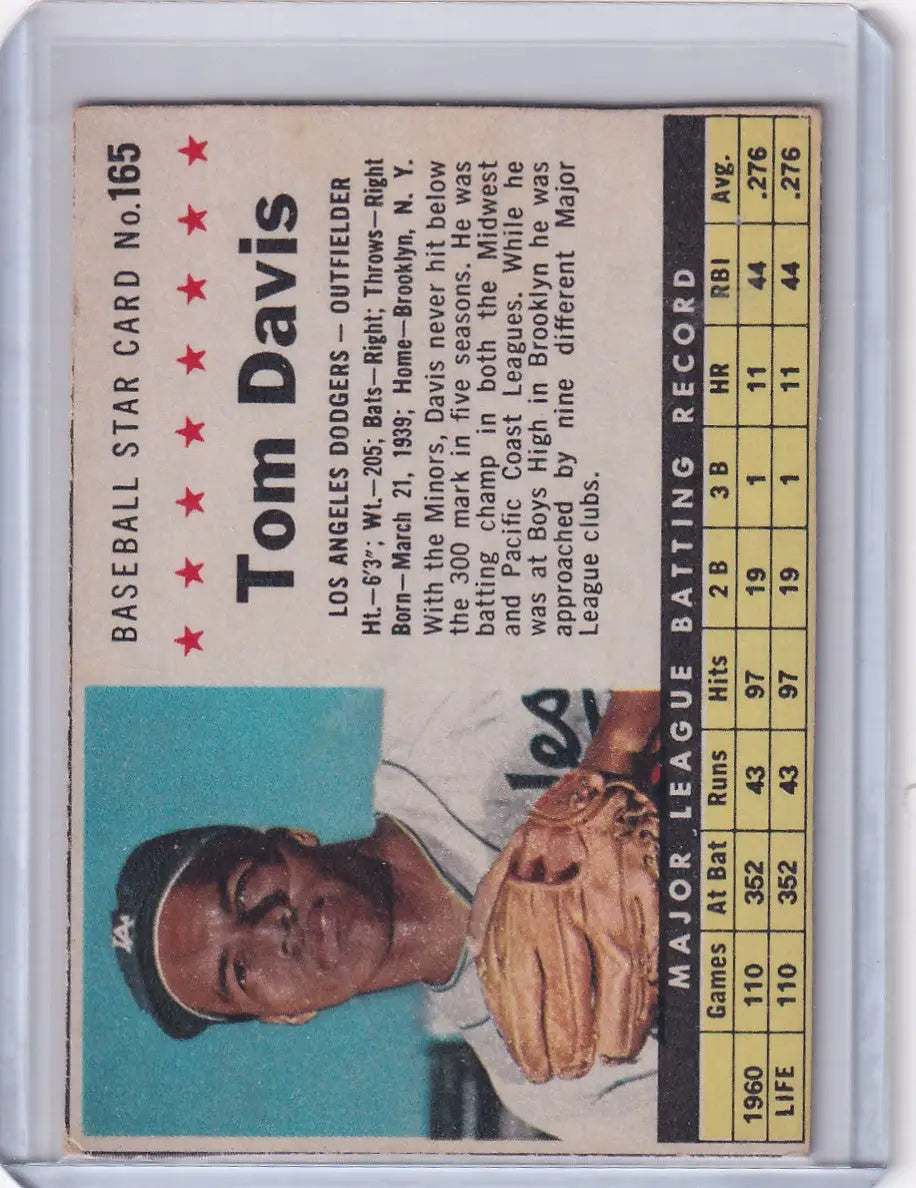 BASEBALL STAR CARD No.165
Tom Davis
LOS ANGELES DODGERS — OUTFIELDER
Ht.—6'3"; Wt.—205; Bats—Right; Throws—Right
Born—March 21, 1939; Home—Brooklyn, N. Y.
With the Minors, Davis never hit below
the 300 mark in five seasons. He was
batting champ in both the Midwest
and Pacific Coast Leagues. While he
was at Boys High in Brooklyn he was
approached by nine different Major
League clubs.
LA
les
MAJOR LEAGUE BATTING RECORD
Games At Bat Runs Hits 2 B 3 B HR RBI Avg.
1960 110 352 43 97 19 1 11 44 .276
LIFE 110 352 43 97 19 1 11 44 .276